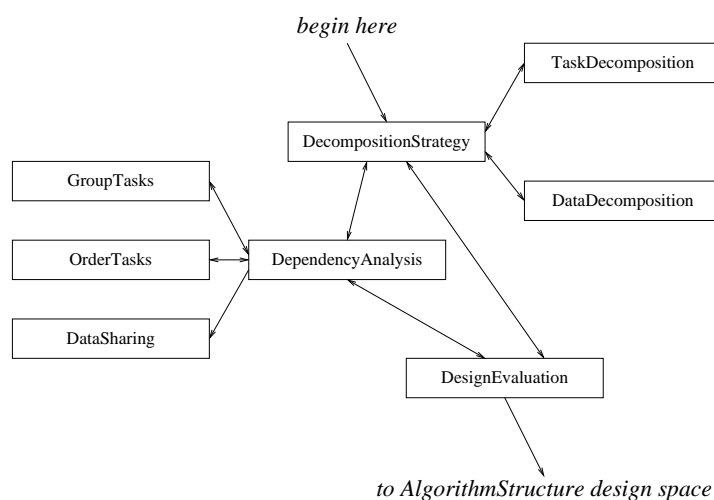 begin here
TaskDecomposition
DecompositionStrategy
GroupTasks
DataDecomposition
OrderTasks
DependencyAnalysis
DataSharing
DesignEvaluation
to AlgorithmStructure design space